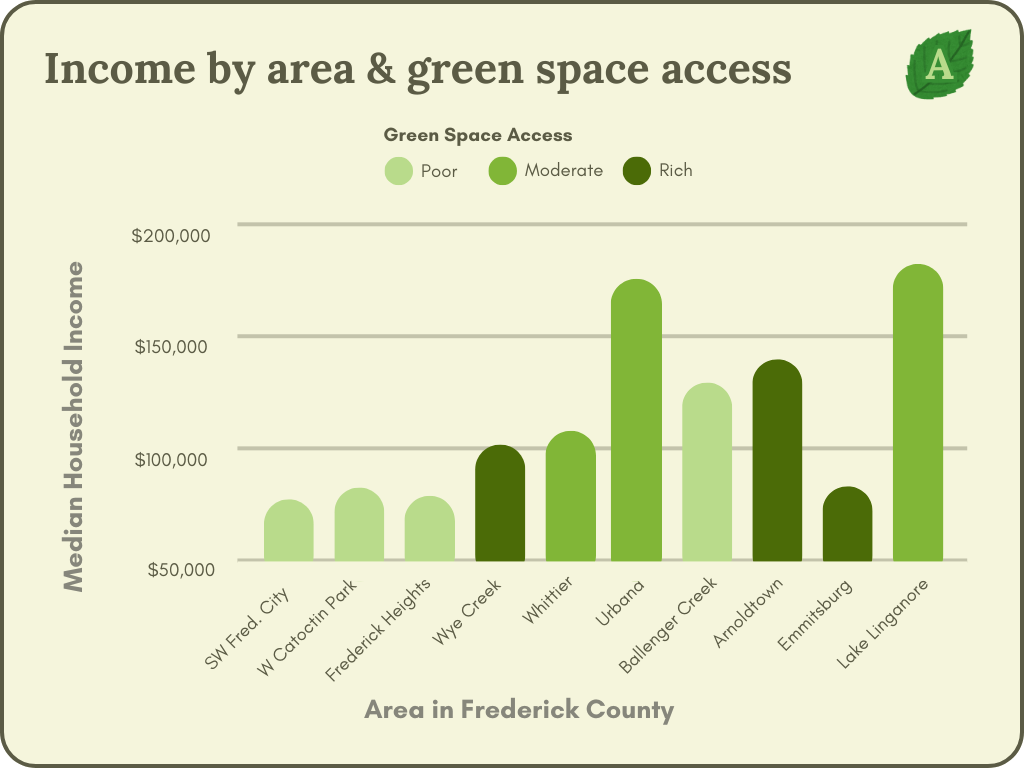 Income by area & green space access
A
Green Space Access
Poor
Moderate
Rich
Median Household Income
$200,000
$150,000
$100,000
$50,000
SW Fred. City
W Catoctin Park
Frederick Heights
Wye Creek
Whittier
Urbana
Ballenger Creek
Arnoldtown
Emmitsburg
Lake Linganore
Area in Frederick County